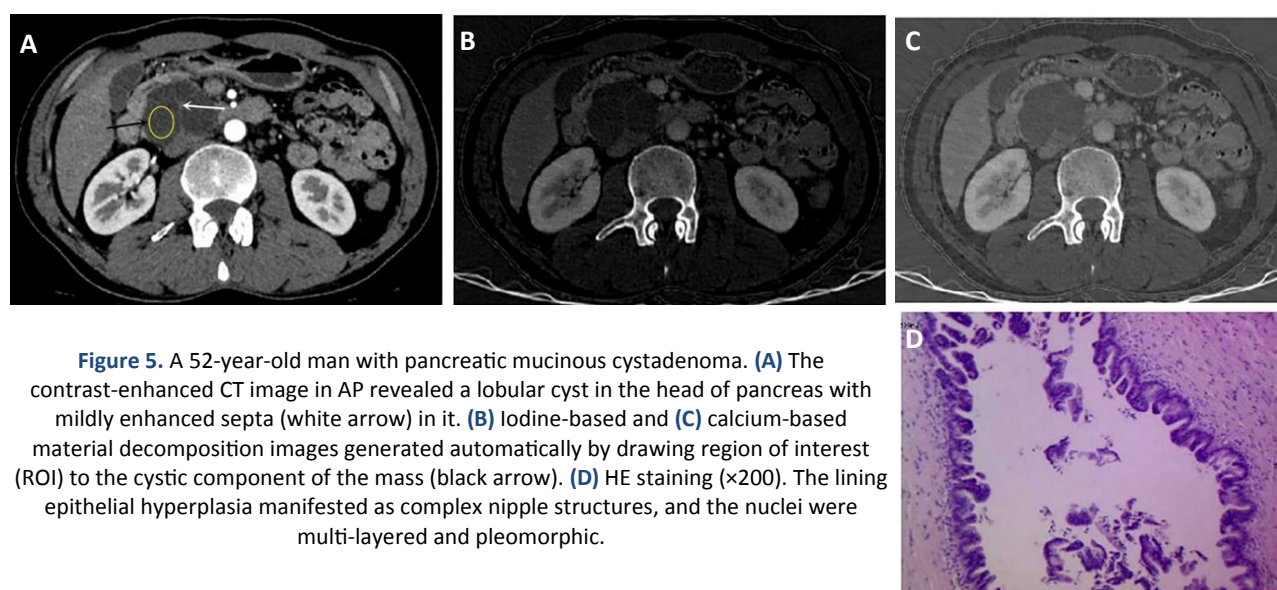 A
B
C
Figure 5. A 52-year-old man with pancreatic mucinous cystadenoma. (A) The
contrast-enhanced CT image in AP revealed a lobular cyst in the head of pancreas with
mildly enhanced septa (white arrow) in it. (B) Iodine-based and (C) calcium-based
material decomposition images generated automatically by drawing region of interest
(ROI) to the cystic component of the mass (black arrow). (D) HE staining (×200). The lining
epithelial hyperplasia manifested as complex nipple structures, and the nuclei were
multi-layered and pleomorphic.
D